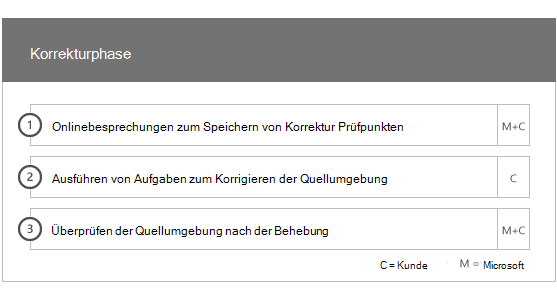 Korrekturphase
1 Onlinebesprechungen zum Speichern von Korrektur Prüfpunkten M+C
2 Ausführen von Aufgaben zum Korrigieren der Quellumgebung C
3 Überprüfen der Quellumgebung nach der Behebung M+C
C = Kunde M = Microsoft